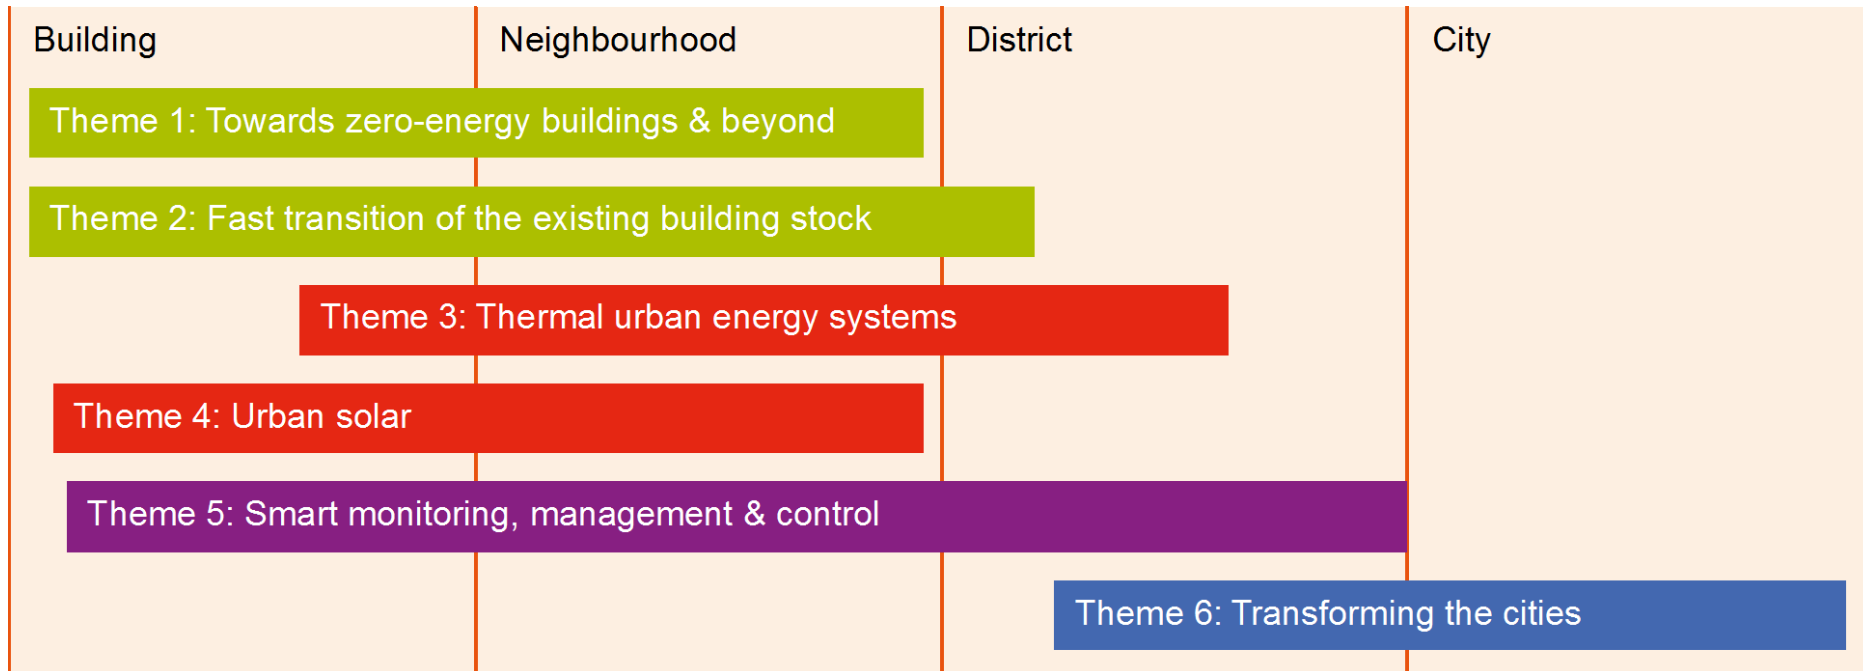 Building
Neighbourhood
District
City
Theme 1: Towards zero-energy buildings & beyond
Theme 2: Fast transition of the existing building stock
Theme 3: Thermal urban energy systems
Theme 4: Urban solar
Theme 5: Smart monitoring, management & control
Theme 6: Transforming the cities